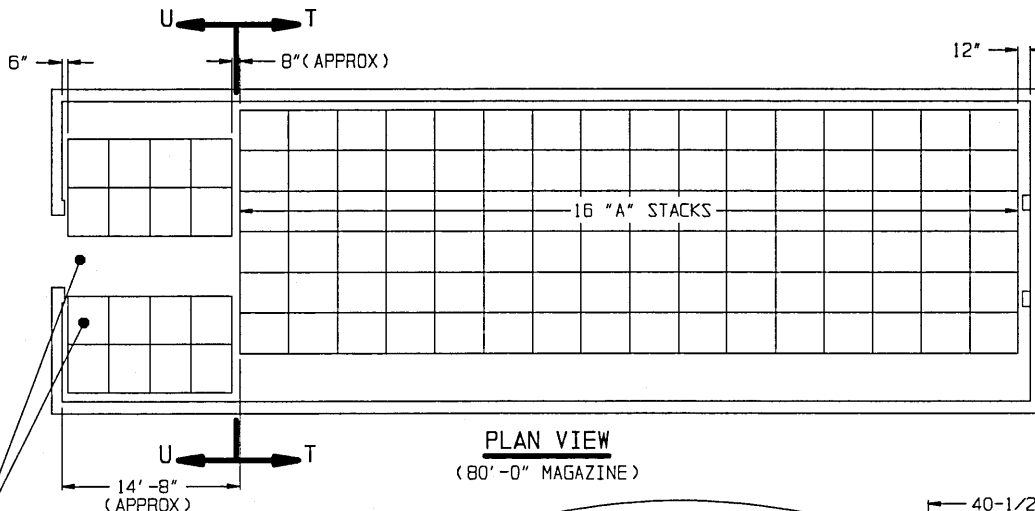 U T
6" 8"(APPROX) 12"
16 "A" STACKS
U T
PLAN VIEW
(80'-0" MAGAZINE)
14'-8"
(APPROX)
40-1/2